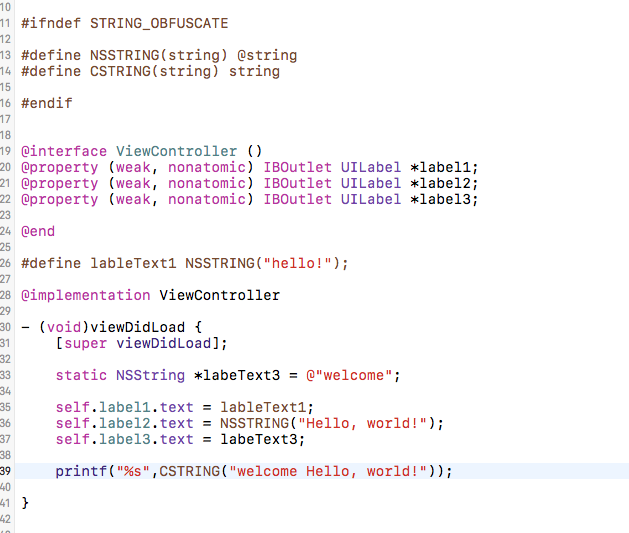 10
11 #ifndef STRING_OBFUSCATE
12
13 #define NSSTRING(string) @string
14 #define CSTRING(string) string
15
16 #endif
17
18
19 @interface ViewController ()
20 @property (weak, nonatomic) IBOutlet UILabel *label1;
21 @property (weak, nonatomic) IBOutlet UILabel *label2;
22 @property (weak, nonatomic) IBOutlet UILabel *label3;
23
24 @end
25
26 #define lableText1 NSSTRING("hello!");
27
28 @implementation ViewController
29
30 - (void)viewDidLoad {
31     [super viewDidLoad];
32
33     static NSString *labeText3 = @"welcome";
34
35     self.label1.text = lableText1;
36     self.label2.text = NSSTRING("Hello, world!");
37     self.label3.text = labeText3;
38
39     printf("%s",CSTRING("welcome Hello, world!"));
40
41 }
42